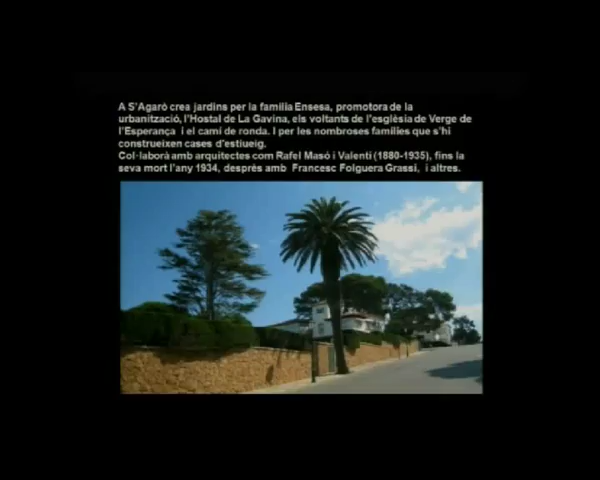 A S'Agaró crea jardins per la família Ensesa, promotora de la
urbanització, l'Hostal de La Gavina, els voltants de l'església de Verge de
l'Esperança i el camí de ronda. I per les nombroses famílies que s'hi
construeixen cases d'estiueig.
Col·laborà amb arquitectes com Rafel Masó i Valentí (1880-1935), fins la
seva mort l'any 1934, desprès amb Francesc Folguera Grassi, i altres.